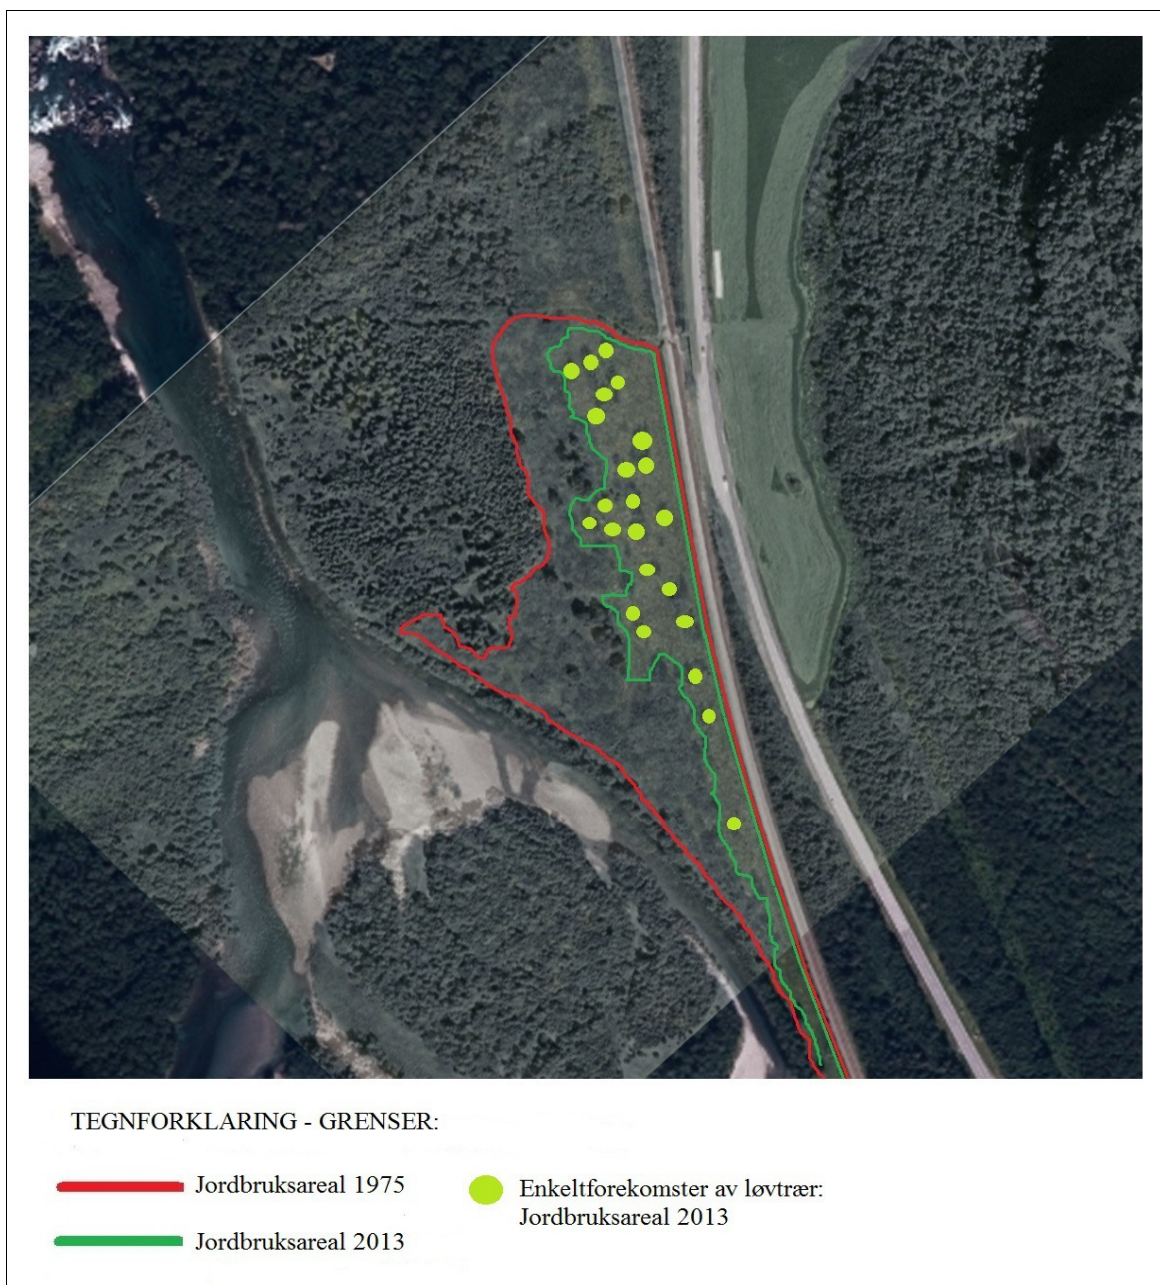 TEGNFORKLARING - GRENSER:
Jordbruksareal 1975
Jordbruksareal 2013
Enkeltforekomster av løvtrær:
Jordbruksareal 2013